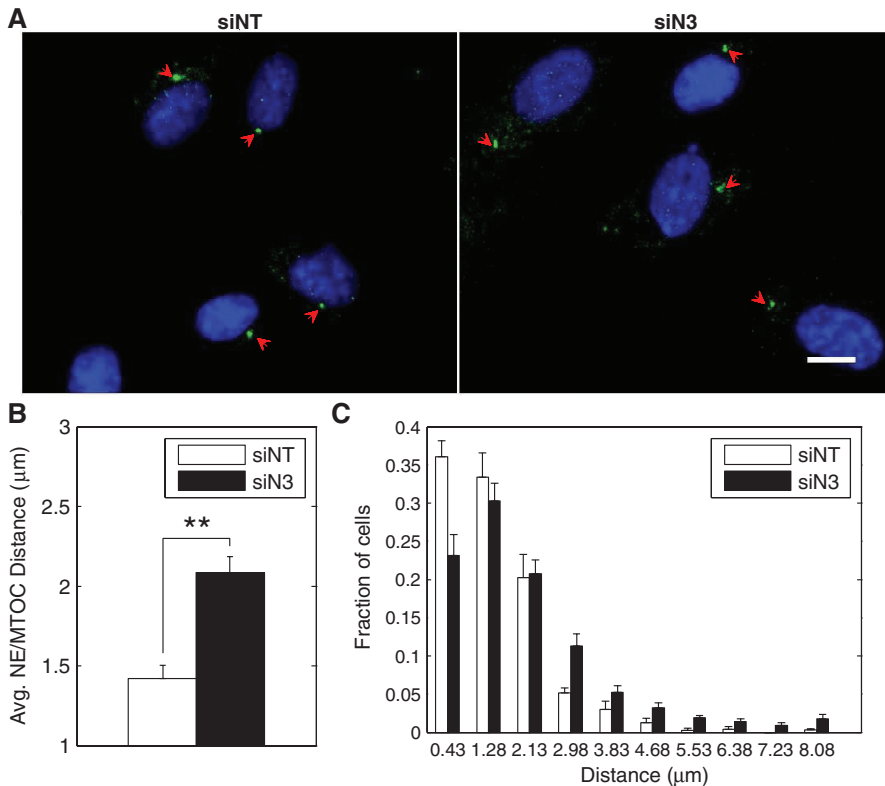 A
siNT
siN3
B
Avg. NE/MTOC Distance (μm)
3
2.5
2
1.5
1
siNT
siN3
**
C
Fraction of cells
0.4
0.35
0.3
0.25
0.2
0.15
0.1
0.05
0
siNT
siN3
0.43 1.28 2.13 2.98 3.83 4.68 5.53 6.38 7.23 8.08
Distance (μm)